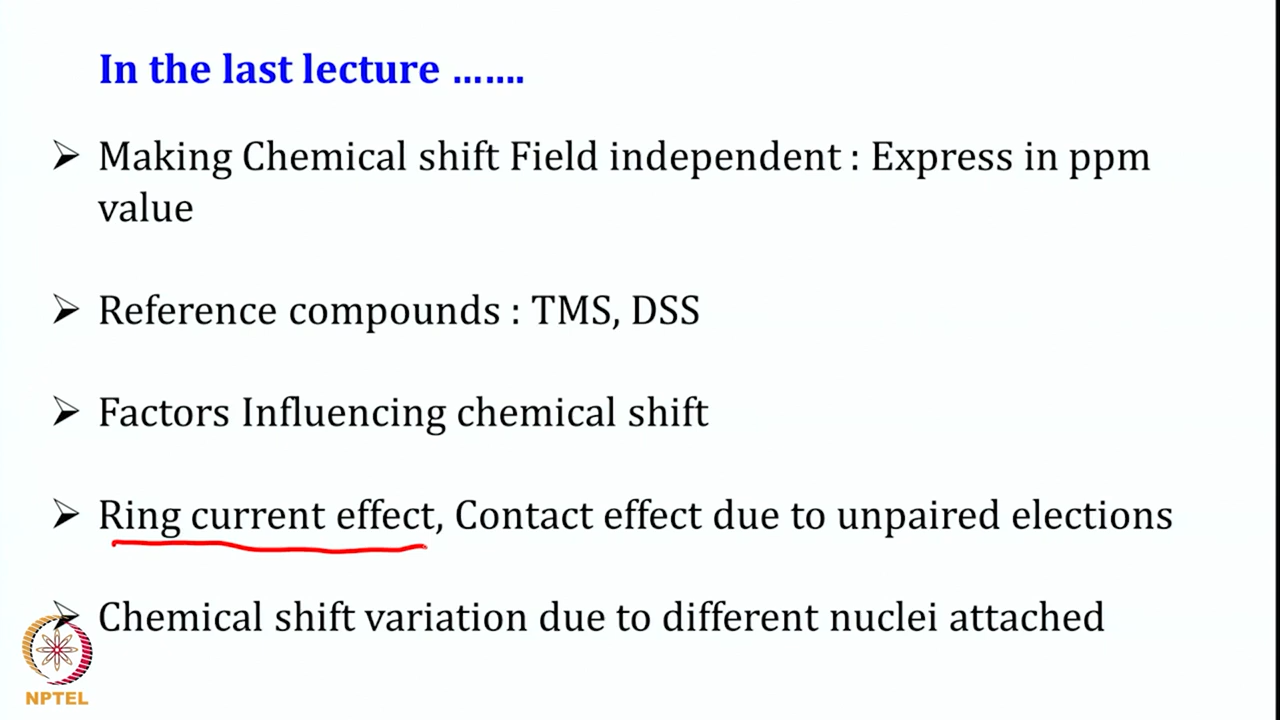 In the last lecture …….
➢ Making Chemical shift Field independent : Express in ppm
value
➢ Reference compounds : TMS, DSS
➢ Factors Influencing chemical shift
➢ Ring current effect, Contact effect due to unpaired elections
➢ Chemical shift variation due to different nuclei attached
NPTEL